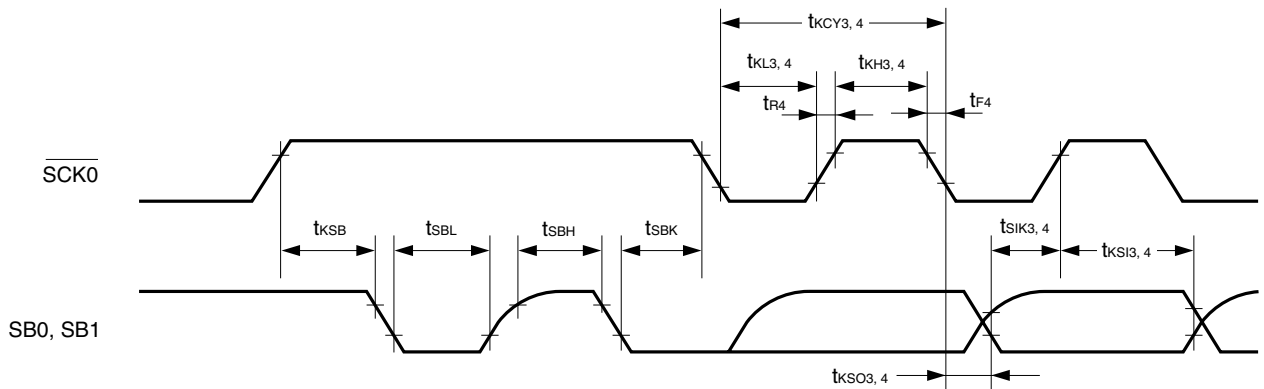 tKCY3, 4
tKL3, 4
tKH3, 4
tR4
tF4
SCK0
tKSB
tSBL
tSBH
tSBK
tSIK3, 4
tKSI3, 4
SB0, SB1
tKSO3, 4